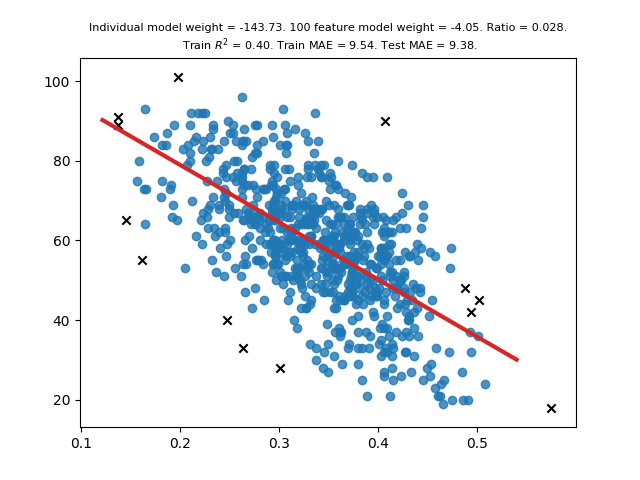 Individual model weight = -143.73. 100 feature model weight = -4.05. Ratio = 0.028.
Train R² = 0.40. Train MAE = 9.54. Test MAE = 9.38.
100
80
60
40
20
0.1 0.2 0.3 0.4 0.5